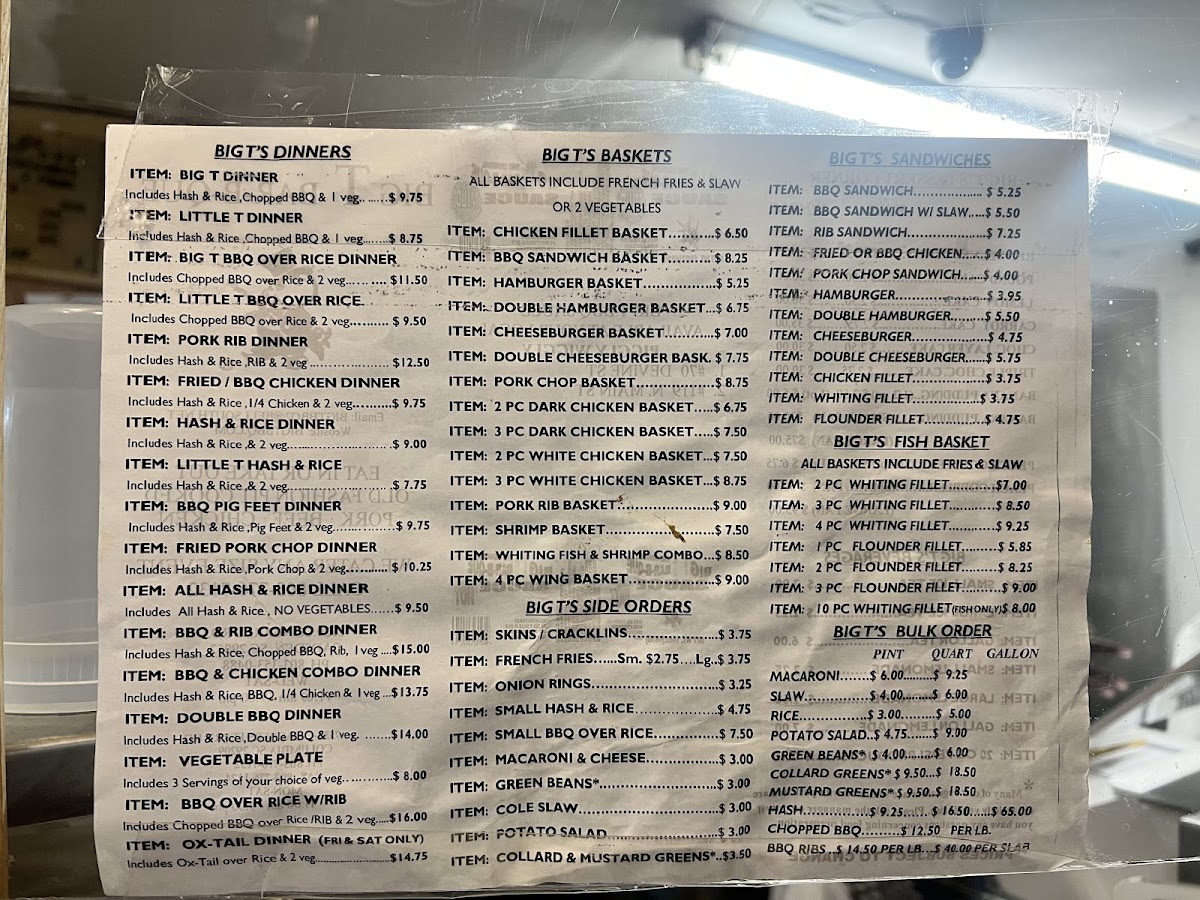 BIG T'S DINNERS
ITEM: BIG T DINNER
Includes Hash & Rice ,Chopped BBQ & 1 veg.. .....$ 9.75
ITEM: LITTLE T DINNER
Includes Hash & Rice ,Chopped BBQ & 1 veg.......$ 8.75
ITEM: BIG T BBQ OVER RICE DINNER
Includes Chopped BBQ over Rice & 2 veg.... .... $11.50
ITEM: LITTLE T BBQ OVER RICE
Includes Chopped BBQ over Rice & 2 veg.......... $ 9.50
ITEM: PORK RIB DINNER
Includes Hash & Rice ,RIB & 2 veg ......................$12.50
ITEM: FRIED / BBQ CHICKEN DINNER
Includes Hash & Rice ,1/4 Chicken & 2 veg..........$ 9.75
ITEM: HASH & RICE DINNER
Includes Hash & Rice ,& 2 veg.............................$ 9.00
ITEM: LITTLE T HASH & RICE
Includes Hash & Rice ,& 2 veg.............................$ 7.75
ITEM: BBQ PIG FEET DINNER
Includes Hash & Rice ,Pig Feet & 2 veg................$ 9.75
ITEM: FRIED PORK CHOP DINNER
Includes Hash & Rice ,Pork Chop & 2 veg...........$ 10.25
ITEM: ALL HASH & RICE DINNER
Includes All Hash & Rice , NO VEGETABLES......$ 9.50
ITEM: BBQ & RIB COMBO DINNER
Includes Hash & Rice, Chopped BBQ, Rib, 1 veg ....$15.00
ITEM: BBQ & CHICKEN COMBO DINNER
Includes Hash & Rice, BBQ, 1/4 Chicken & 1 veg ...$13.75
ITEM: DOUBLE BBQ DINNER
Includes Hash & Rice ,Double BBQ & 1 veg. .......$14.00
ITEM: VEGETABLE PLATE
Includes 3 Servings of your choice of veg.............$ 8.00
ITEM: BBQ OVER RICE W/RIB
Includes Chopped BBQ over Rice /RIB & 2 veg....$16.00
ITEM: OX-TAIL DINNER (FRI & SAT ONLY)
Includes Ox-Tail over Rice & 2 veg......................$14.75
BIG T'S BASKETS
ALL BASKETS INCLUDE FRENCH FRIES & SLAW
OR 2 VEGETABLES
ITEM: CHICKEN FILLET BASKET..........$ 6.50
ITEM: BBQ SANDWICH BASKET..........$ 8.25
ITEM: HAMBURGER BASKET................$ 5.25
ITEM: DOUBLE HAMBURGER BASKET...$ 6.75
ITEM: CHEESEBURGER BASKET...........$ 7.00
ITEM: DOUBLE CHEESEBURGER BASK. $ 7.75
ITEM: PORK CHOP BASKET.................$ 8.75
ITEM: 2 PC DARK CHICKEN BASKET.....$ 6.75
ITEM: 3 PC DARK CHICKEN BASKET.....$ 7.50
ITEM: 2 PC WHITE CHICKEN BASKET...$ 7.50
ITEM: 3 PC WHITE CHICKEN BASKET...$ 8.75
ITEM: PORK RIB BASKET....................$ 9.00
ITEM: SHRIMP BASKET........................$ 7.50
ITEM: WHITING FISH & SHRIMP COMBO...$ 8.50
ITEM: 4 PC WING BASKET...................$ 9.00
BIG T'S SIDE ORDERS
ITEM: SKINS / CRACKLINS....................$ 3.75
ITEM: FRENCH FRIES......Sm. $2.75....Lg..$ 3.75
ITEM: ONION RINGS............................$ 3.25
ITEM: SMALL HASH & RICE...................$ 4.75
ITEM: SMALL BBQ OVER RICE...............$ 7.50
ITEM: MACARONI & CHEESE................$ 3.00
ITEM: GREEN BEANS*...........................$ 3.00
ITEM: COLE SLAW................................$ 3.00
ITEM: POTATO SALAD.........................$ 3.00
ITEM: COLLARD & MUSTARD GREENS*..$3.50
BIG T'S SANDWICHES
ITEM: BBQ SANDWICH................$ 5.25
ITEM: BBQ SANDWICH W/ SLAW.....$ 5.50
ITEM: RIB SANDWICH..................$ 7.25
ITEM: FRIED OR BBQ CHICKEN.....$ 4.00
ITEM: PORK CHOP SANDWICH......$ 4.00
ITEM: HAMBURGER.....................$ 3.95
ITEM: DOUBLE HAMBURGER........$ 5.50
ITEM: CHEESEBURGER.................$ 4.75
ITEM: DOUBLE CHEESEBURGER.....$ 5.75
ITEM: CHICKEN FILLET.................$ 3.75
ITEM: WHITING FILLET................$ 3.75
ITEM: FLOUNDER FILLET..............$ 4.75
BIG T'S FISH BASKET
ALL BASKETS INCLUDE FRIES & SLAW
ITEM: 2 PC WHITING FILLET...........$7.00
ITEM: 3 PC WHITING FILLET...........$ 8.50
ITEM: 4 PC WHITING FILLET...........$ 9.25
ITEM: 1 PC FLOUNDER FILLET........$ 5.85
ITEM: 2 PC FLOUNDER FILLET........$ 8.25
ITEM: 3 PC FLOUNDER FILLET........$ 9.00
ITEM: 10 PC WHITING FILLET(FISH ONLY)$ 8.00
BIG T'S BULK ORDER
PINT QUART GALLON
MACARONI.......$ 6.00......$ 9.25
SLAW...............$ 4.00........$ 6.00
RICE................$ 3.00........$ 5.00
POTATO SALAD..$ 4.75.......$ 9.00
GREEN BEANS* $ 4.00........$ 6.00
COLLARD GREENS* $ 9.50..$ 18.50
MUSTARD GREENS* $ 9.50..$ 18.50
HASH................$ 9.25....$ 16.50....$ 65.00
CHOPPED BBQ.........$ 12.50 PER LB.
BBQ RIBS ..$ 14.50 PER LB...$ 40.00 PER SLAB